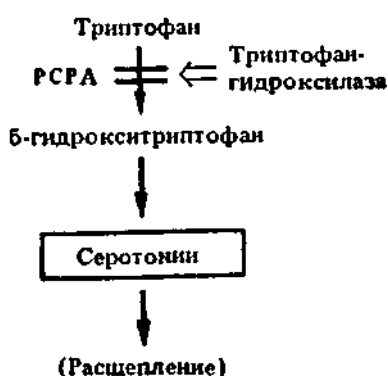 Триптофан
PCPA
Триптофан-
гидроксилаза
5-гидрокситриптофан
Серотонин
(Расщепление)